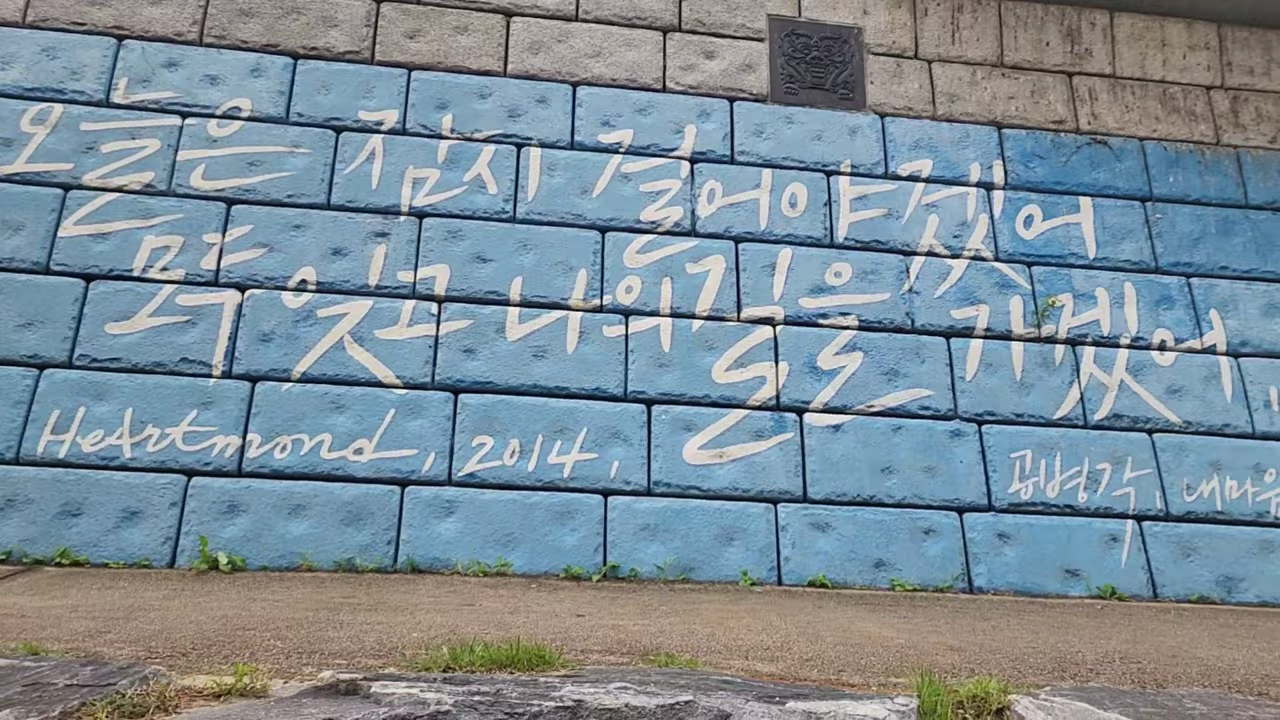 오늘은 잠시 걸어야겠어
모두 잊고 나의 길을 가겠어
Heartmond, 2014, 공병각, 내마음